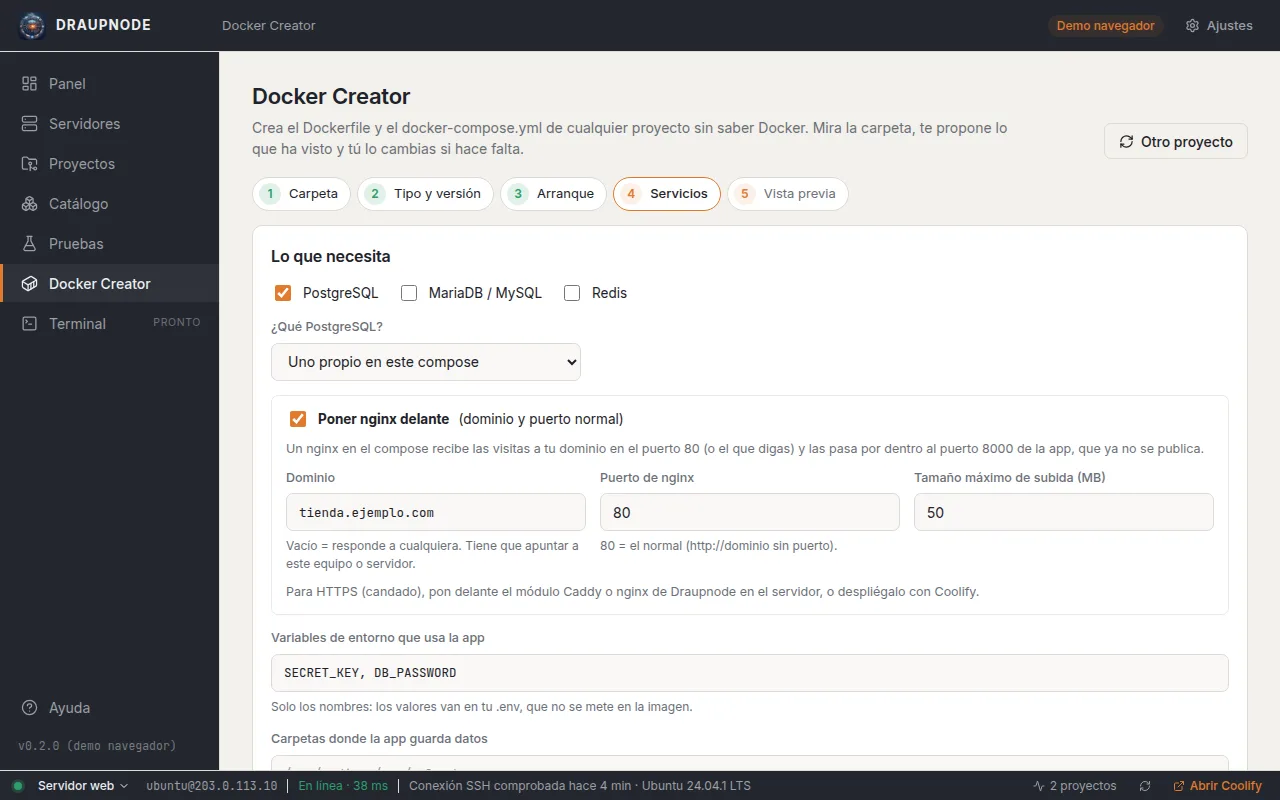 DRAUPNODE
Docker Creator
Demo navegador
Ajustes
Panel
Servidores
Proyectos
Catálogo
Pruebas
Docker Creator
Terminal
PRONTO
Ayuda
v0.2.0 (demo navegador)
Docker Creator
Crea el Dockerfile y el docker-compose.yml de cualquier proyecto sin saber Docker. Mira la carpeta, te propone lo
que ha visto y tú lo cambias si hace falta.
Otro proyecto
1 Carpeta
2 Tipo y versión
3 Arranque
4 Servicios
5 Vista previa
Lo que necesita
PostgreSQL
MariaDB / MySQL
Redis
¿Qué PostgreSQL?
Uno propio en este compose
Poner nginx delante (dominio y puerto normal)
Un nginx en el compose recibe las visitas a tu dominio en el puerto 80 (o el que digas) y las pasa por dentro al puerto 8000 de la app, que ya no se publica.
Dominio
Puerto de nginx
Tamaño máximo de subida (MB)
tienda.ejemplo.com
80
50
Vacío = responde a cualquiera. Tiene que apuntar a
este equipo o servidor.
80 = el normal (http://dominio sin puerto).
Para HTTPS (candado), pon delante el módulo Caddy o nginx de Draupnode en el servidor, o despliégalo con Coolify.
Variables de entorno que usa la app
SECRET_KEY, DB_PASSWORD
Solo los nombres: los valores van en tu .env, que no se mete en la imagen.
Carpetas donde la app guarda datos
Servidor web
ubuntu@203.0.113.10
En línea · 38 ms
Conexión SSH comprobada hace 4 min · Ubuntu 24.04.1 LTS
2 proyectos
Abrir Coolify